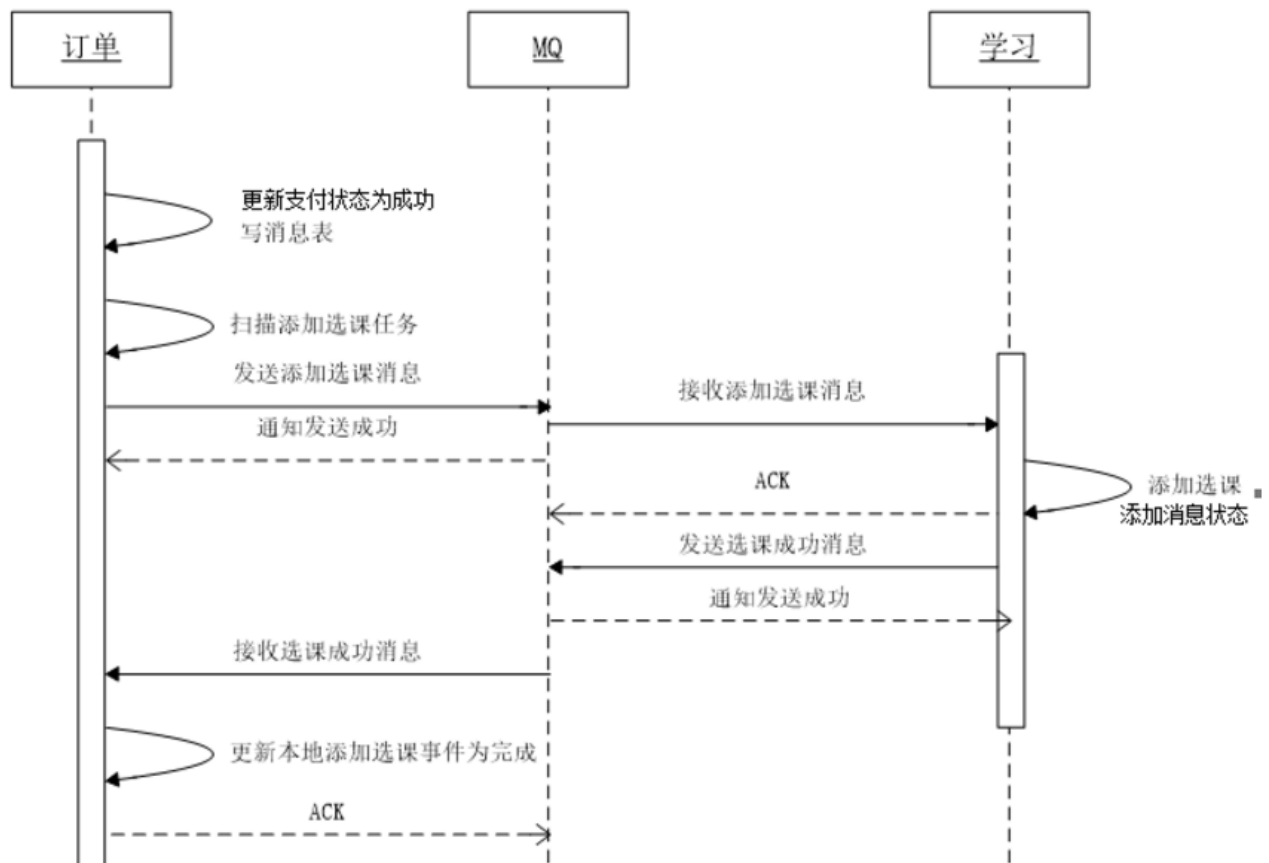 订单
MQ
学习
更新支付状态为成功
写消息表
扫描添加选课任务
发送添加选课消息
接收添加选课消息
通知发送成功
ACK
添加选课
添加消息状态
发送选课成功消息
通知发送成功
接收选课成功消息
更新本地添加选课事件为完成
ACK